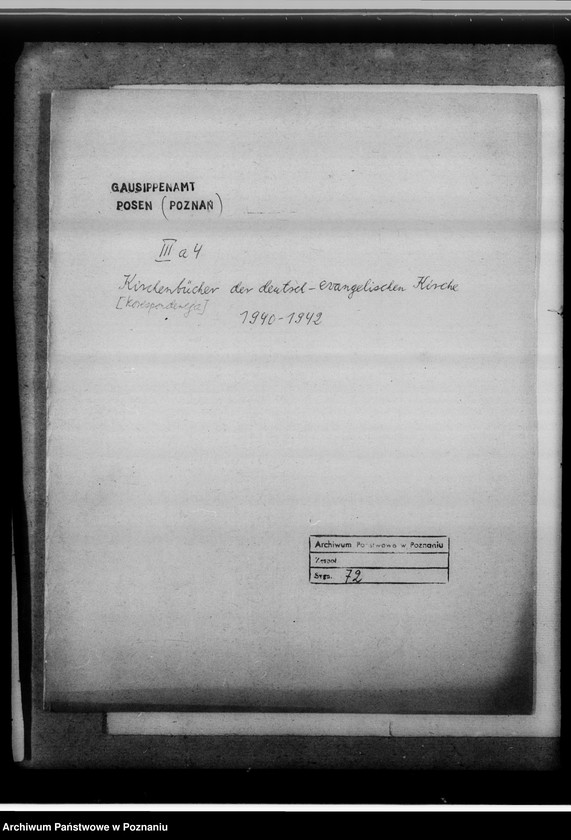 GAUSIPPENAMT
POSEN (POZNAŃ)
III a 4
Kirchenbücher der deutsch-evangelischen Kirche
[korespondencja]
1940-1942
Archiwum Państwowe w Poznaniu
Zespół
Sygn. 72
Archiwum Państwowe w Poznaniu